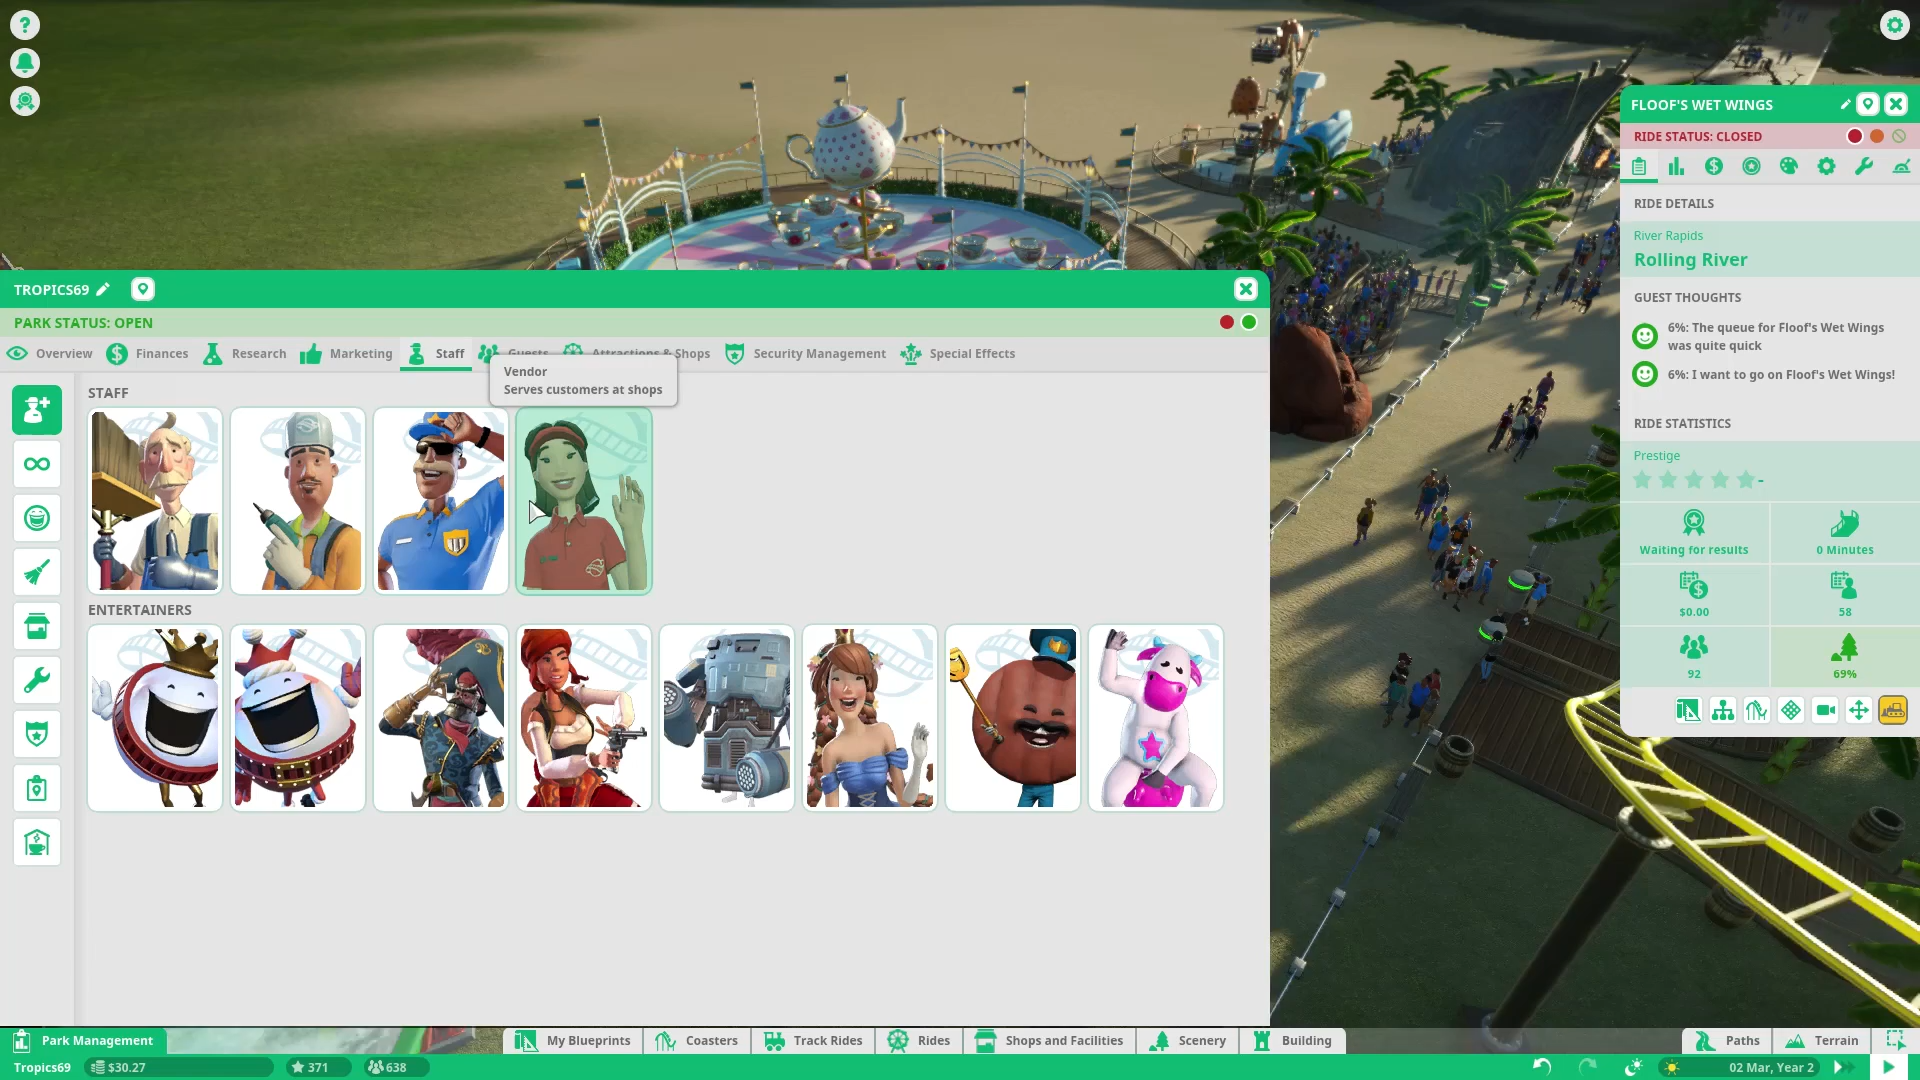 FLOOF'S WET WINGS
RIDE STATUS: CLOSED
RIDE DETAILS
River Rapids
Rolling River
GUEST THOUGHTS
6%: The queue for Floof's Wet Wings
was quite quick
6%: I want to go on Floof's Wet Wings!
RIDE STATISTICS
Prestige
-
Waiting for results
0 Minutes
$0.00
58
92
69%
TROPICS69
PARK STATUS: OPEN
Overview
Finances
Research
Marketing
Staff
Guests
Attractions & Shops
Security Management
Special Effects
Vendor
Serves customers at shops
STAFF
ENTERTAINERS
Park Management
My Blueprints
Coasters
Track Rides
Rides
Shops and Facilities
Scenery
Building
Paths
Terrain
Tropics69
$30.27
371
638
02 Mar, Year 2